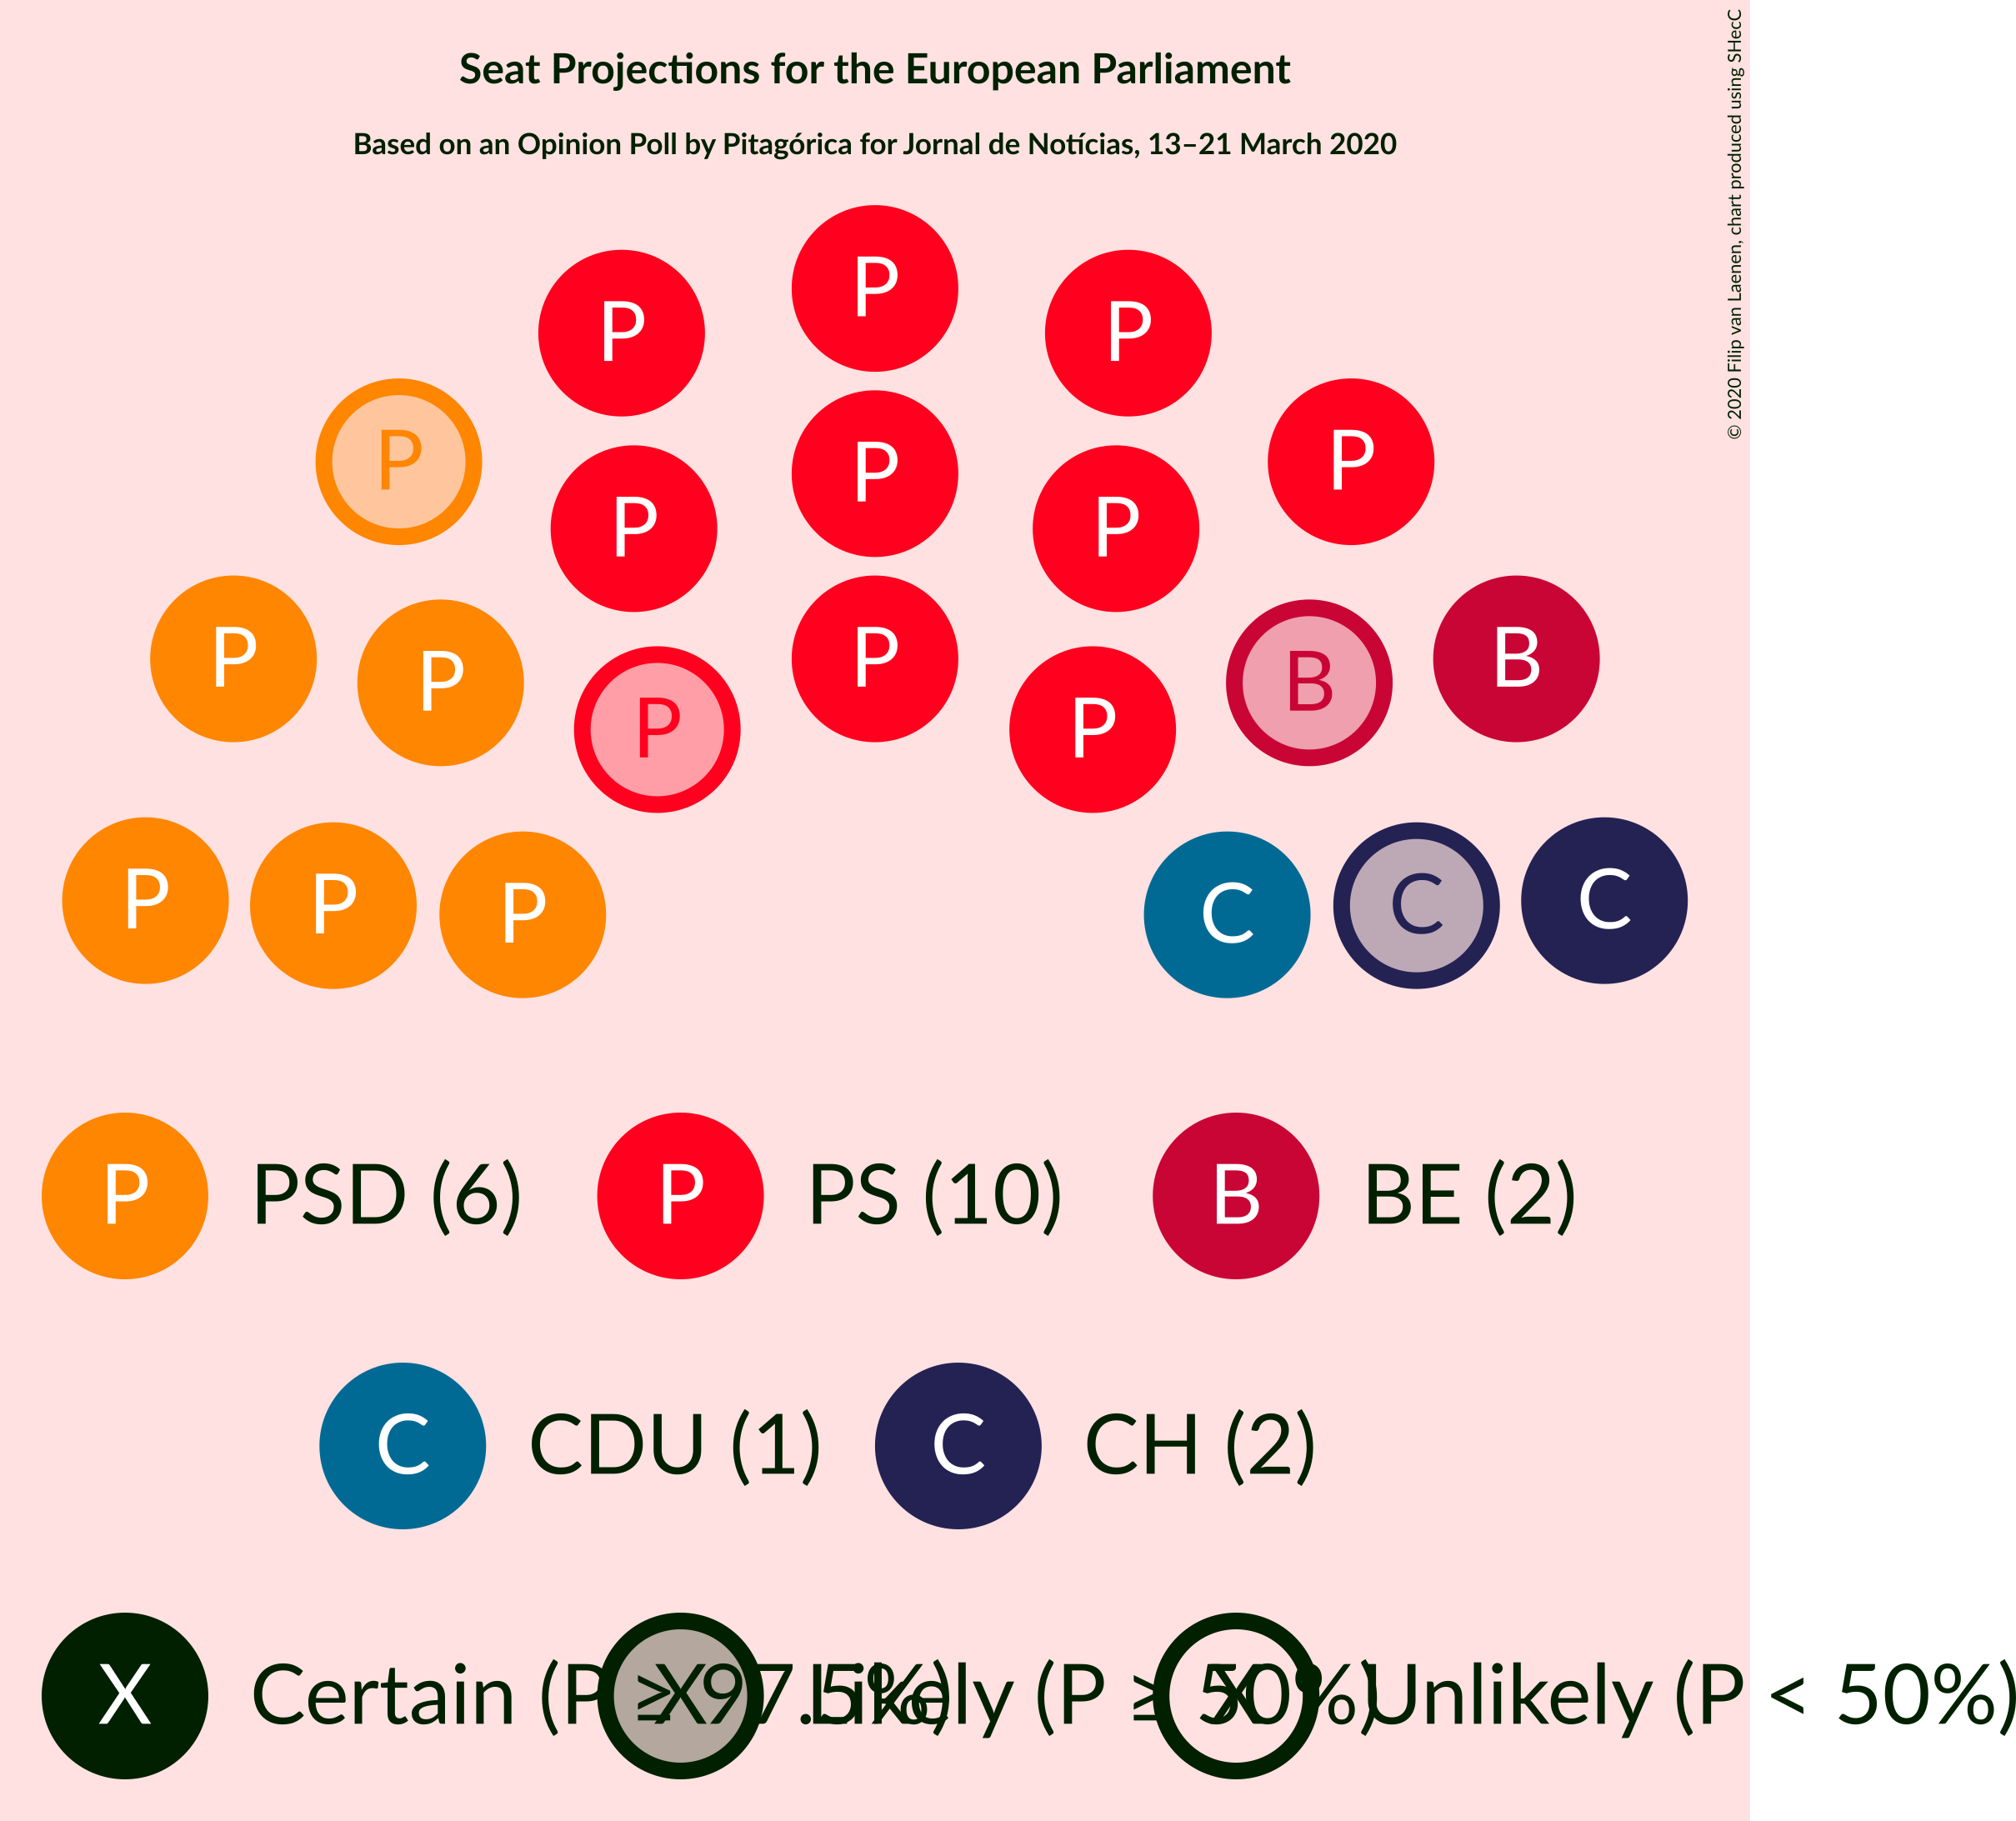 Seat Projections for the European Parliament
Based on an Opinion Poll by Pitagórica for Jornal de Notícias, 13–21 March 2020
© 2020 Filip van Laenen, chart produced using SHecC
P
P P
P P
P
P P P
P B
P P
P P
P B
P P P
C C C
P PSD (6) P PS (10) B BE (2)
C CDU (1) C CH (2)
X Certain (P ≥ 97.5%) X Likely (P ≥ 50%) X Unlikely (P < 50%)